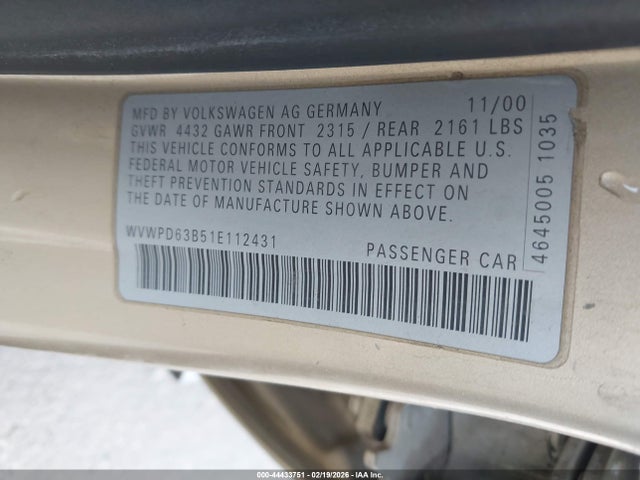 MFD BY VOLKSWAGEN AG GERMANY 11/00
GVWR 4432 GAWR FRONT 2315 / REAR 2161 LBS
THIS VEHICLE CONFORMS TO ALL APPLICABLE U.S.
FEDERAL MOTOR VEHICLE SAFETY, BUMPER AND
THEFT PREVENTION STANDARDS IN EFFECT ON
THE DATE OF MANUFACTURE SHOWN ABOVE.
WVWPD63B51E112431 PASSENGER CAR
4645005 1035
000-44433751 - 02/19/2026 - IAAI.COM